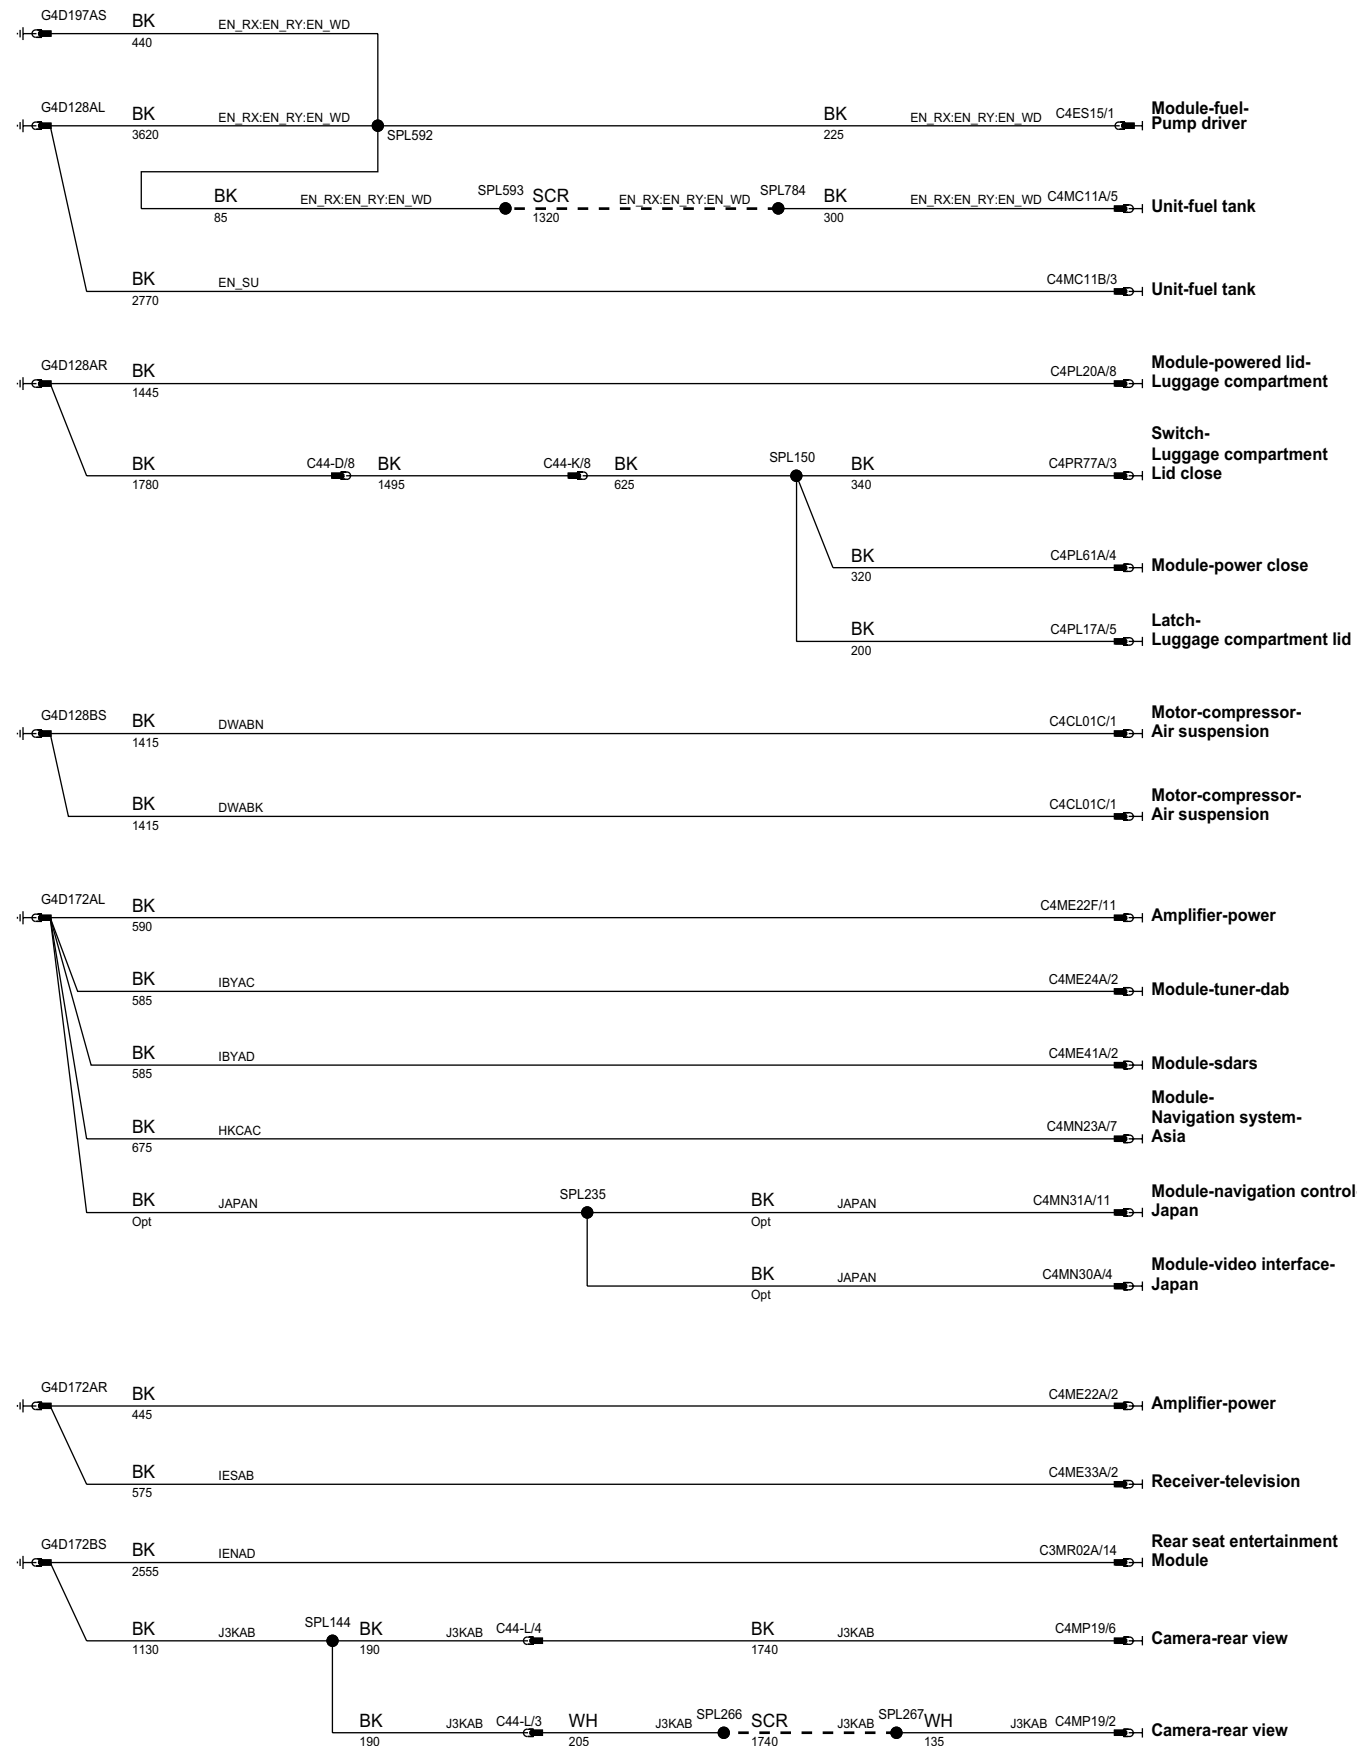 G4D197AS BK EN_RX:EN_RY:EN_WD
440
G4D128AL BK EN_RX:EN_RY:EN_WD SPL592 BK EN_RX:EN_RY:EN_WD C4ES15/1 Module-fuel-
Pump driver
3620 225
BK EN_RX:EN_RY:EN_WD SPL593 SCR EN_RX:EN_RY:EN_WD SPL784 BK EN_RX:EN_RY:EN_WD C4MC11A/5 Unit-fuel tank
85 1320 300
BK EN_SU C4MC11B/3 Unit-fuel tank
2770
G4D128AR BK C4PL20A/8 Module-powered lid-
Luggage compartment
1445
Switch-
Luggage compartment
Lid close
BK C44-D/8 BK C44-K/8 BK SPL150 BK C4PR77A/3
1780 1495 625 340
BK C4PL61A/4 Module-power close
320
BK C4PL17A/5 Latch-
Luggage compartment lid
200
G4D128BS BK DWABN C4CL01C/1 Motor-compressor-
Air suspension
1415
BK DWABK C4CL01C/1 Motor-compressor-
Air suspension
1415
G4D172AL BK C4ME22F/11 Amplifier-power
590
BK IBYAC C4ME24A/2 Module-tuner-dab
585
BK IBYAD C4ME41A/2 Module-sdars
585
Module-
Navigation system-
Asia
BK HKCAC C4MN23A/7
675
BK JAPAN SPL235 BK JAPAN C4MN31A/11 Module-navigation control
Japan
Opt Opt
BK JAPAN C4MN30A/4 Module-video interface-
Japan
Opt
G4D172AR BK C4ME22A/2 Amplifier-power
445
BK IESAB C4ME33A/2 Receiver-television
575
G4D172BS BK IENAD C3MR02A/14 Rear seat entertainment
Module
2555
BK J3KAB SPL144 BK J3KAB C44-L/4 BK J3KAB C4MP19/6 Camera-rear view
1130 190 1740
BK J3KAB C44-L/3 WH J3KAB SPL266 SCR J3KAB SPL267 WH J3KAB C4MP19/2 Camera-rear view
190 205 1740 135